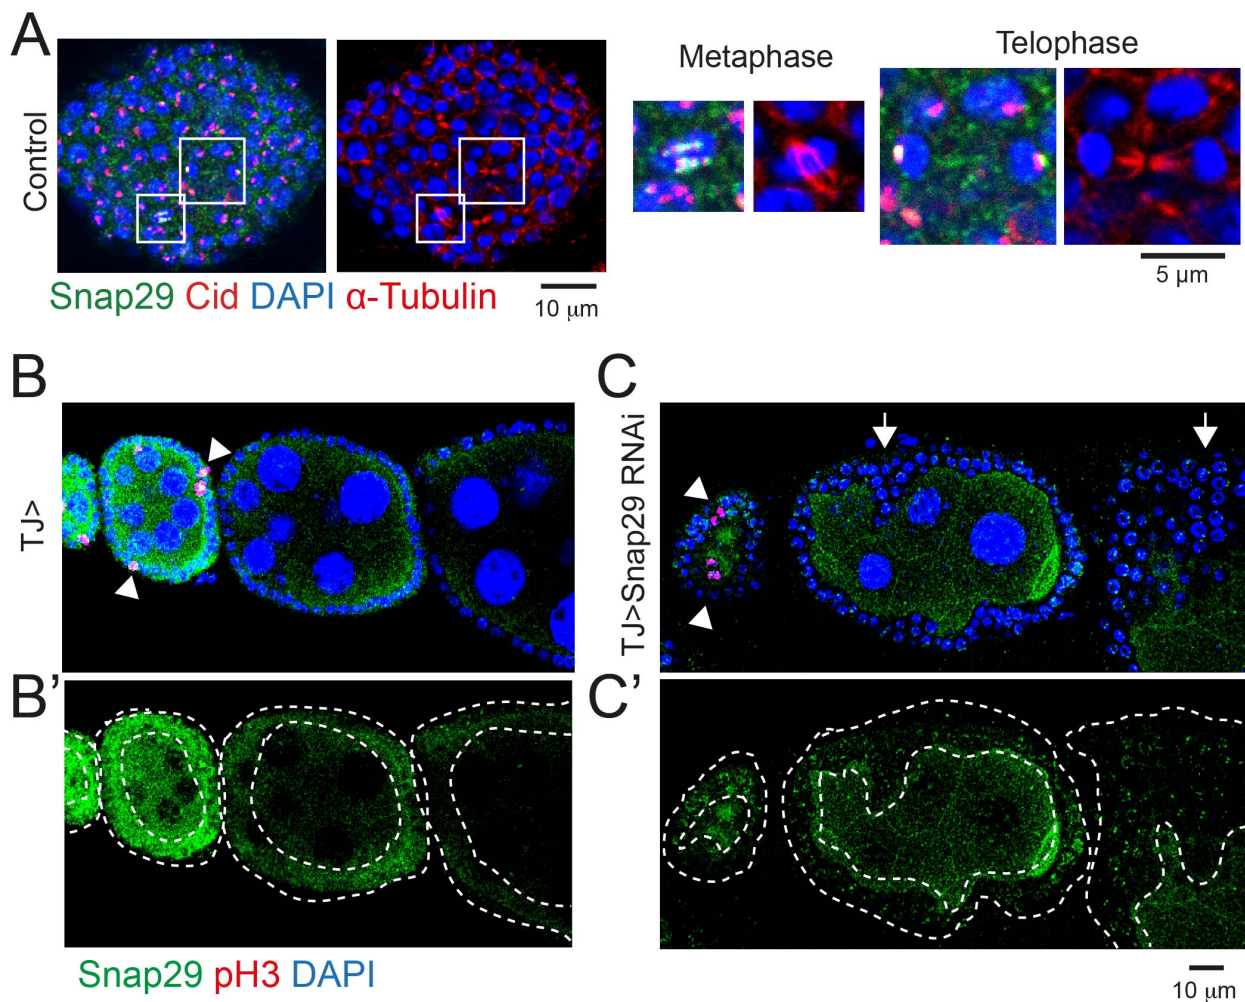 A
Control
Metaphase
Telophase
Snap29 Cid DAPI α-Tubulin
10 μm
5 μm
B
TJ>
C
TJ>Snap29 RNAi
B'
C'
Snap29 pH3 DAPI
10 μm